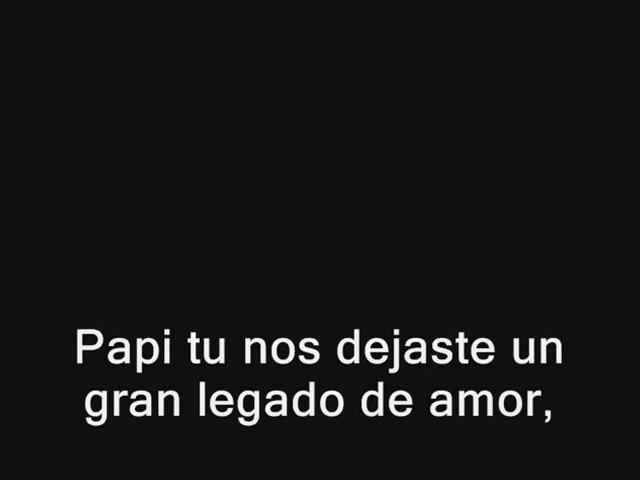 Papi tu nos dejaste un
gran legado de amor,